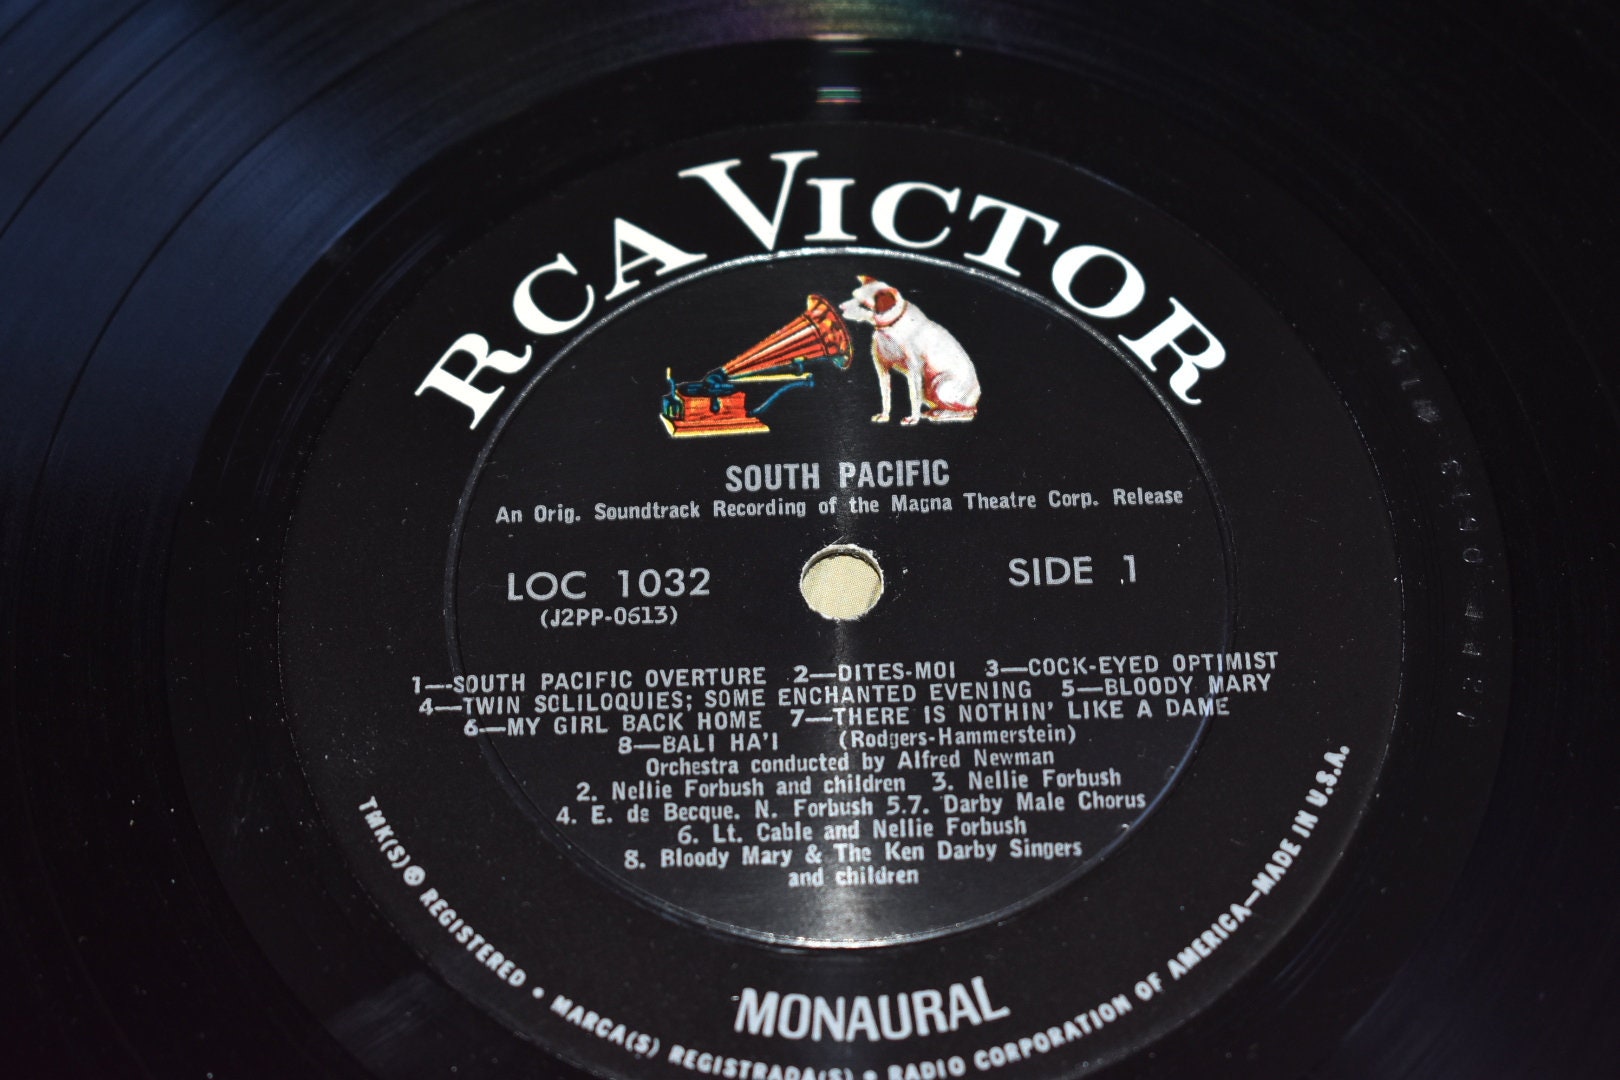 RCA VICTOR
SOUTH PACIFIC
An Orig. Soundtrack Recording of the Magna Theatre Corp. Release
LOC 1032
(J2PP-0613)
SIDE 1
1—SOUTH PACIFIC OVERTURE 2—DITES-MOI 3—COCK-EYED OPTIMIST
4—TWIN SOLILOQUIES; SOME ENCHANTED EVENING 5—BLOODY MARY
6—MY GIRL BACK HOME 7—THERE IS NOTHIN' LIKE A DAME
8—BALI HA'I (Rodgers-Hammerstein)
Orchestra conducted by Alfred Newman
2. Nellie Forbush and children 3. Nellie Forbush
4. E. de Becque. N. Forbush 5.7. Darby Male Chorus
6. Lt. Cable and Nellie Forbush
8. Bloody Mary & The Ken Darby Singers
and children
MONAURAL
TMK(S) ® REGISTERED • MARCA(S) REGISTRADA(S) • RADIO CORPORATION OF AMERICA—MADE IN U.S.A.